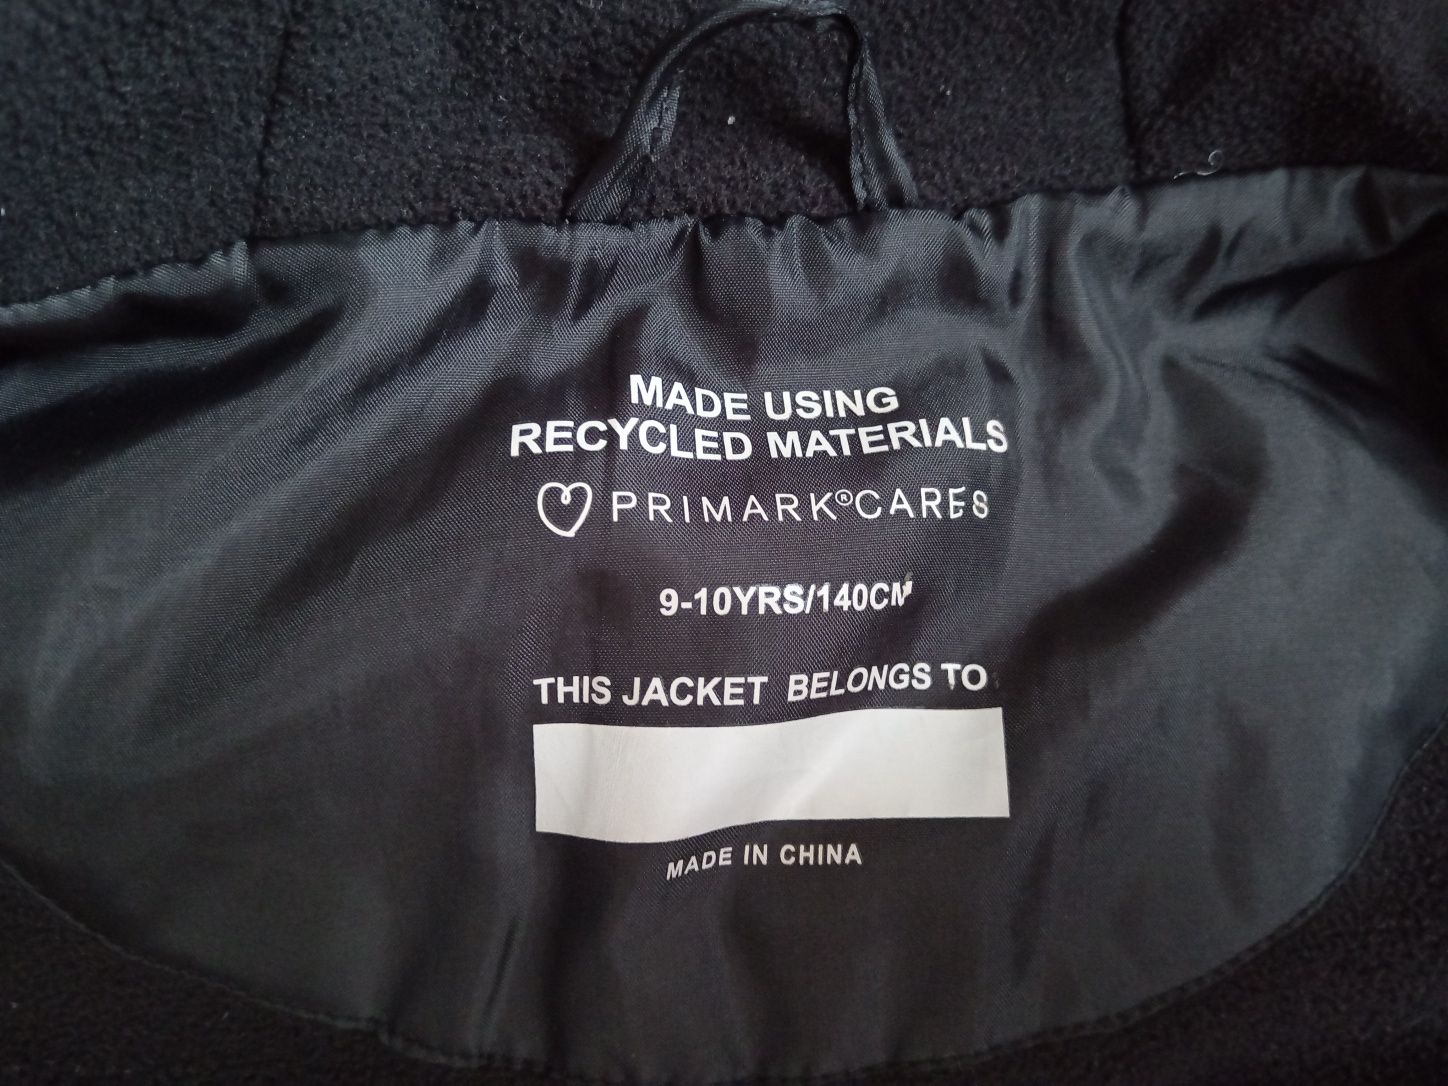 MADE USING
RECYCLED MATERIALS
PRIMARK®CARES
9-10YRS/140CM
THIS JACKET BELONGS TO:
MADE IN CHINA